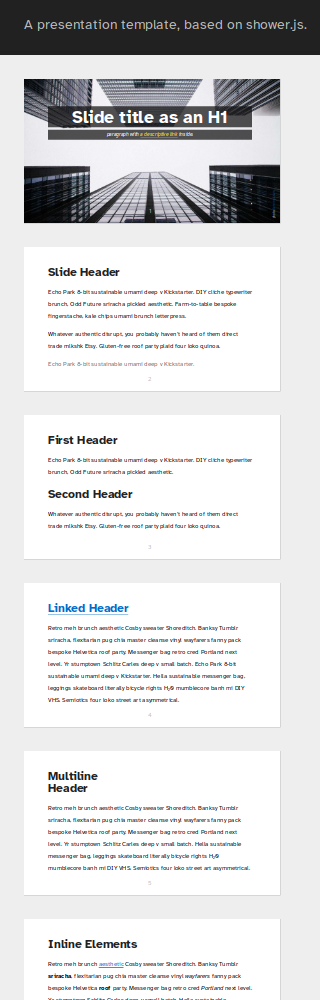 A presentation template, based on shower.js.
Slide title as an H1
paragraph with a descriptive link inside
1
Slide Header
Echo Park 8-bit sustainable umami deep v Kickstarter. DIY cliche typewriter
brunch. Odd Future sriracha pickled aesthetic. Farm-to-table bespoke
fingerstache, kale chips umami brunch letterpress.
Whatever authentic disrupt, you probably haven't heard of them direct
trade mlkshk Etsy. Gluten-free roof party plaid four loko quinoa.
Echo Park 8-bit sustainable umami deep v Kickstarter.
2
First Header
Echo Park 8-bit sustainable umami deep v Kickstarter. DIY cliche typewriter
brunch. Odd Future sriracha pickled aesthetic.
Second Header
Whatever authentic disrupt, you probably haven't heard of them direct
trade mlkshk Etsy. Gluten-free roof party plaid four loko quinoa.
3
Linked Header
Retro meh brunch aesthetic Cosby sweater Shoreditch. Banksy Tumblr
sriracha, flexitarian pug chia master cleanse vinyl wayfarers fanny pack
bespoke Helvetica roof party. Messenger bag retro cred Portland next
level. Yr stumptown Schlitz Carles deep v small batch. Echo Park 8-bit
sustainable umami deep v Kickstarter. Hella sustainable messenger bag,
leggings skateboard literally bicycle rights H₂0 mumblecore banh mi DIY
VHS. Semiotics four loko street art asymmetrical.
4
Multiline
Header
Retro meh brunch aesthetic Cosby sweater Shoreditch. Banksy Tumblr
sriracha, flexitarian pug chia master cleanse vinyl wayfarers fanny pack
bespoke Helvetica roof party. Messenger bag retro cred Portland next
level. Yr stumptown Schlitz Carles deep v small batch. Hella sustainable
messenger bag, leggings skateboard literally bicycle rights H₂0
mumblecore banh mi DIY VHS. Semiotics four loko street art asymmetrical.
5
Inline Elements
Retro meh brunch aesthetic Cosby sweater Shoreditch. Banksy Tumblr
sriracha, flexitarian pug chia master cleanse vinyl wayfarers fanny pack
bespoke Helvetica roof party. Messenger bag retro cred Portland next level.